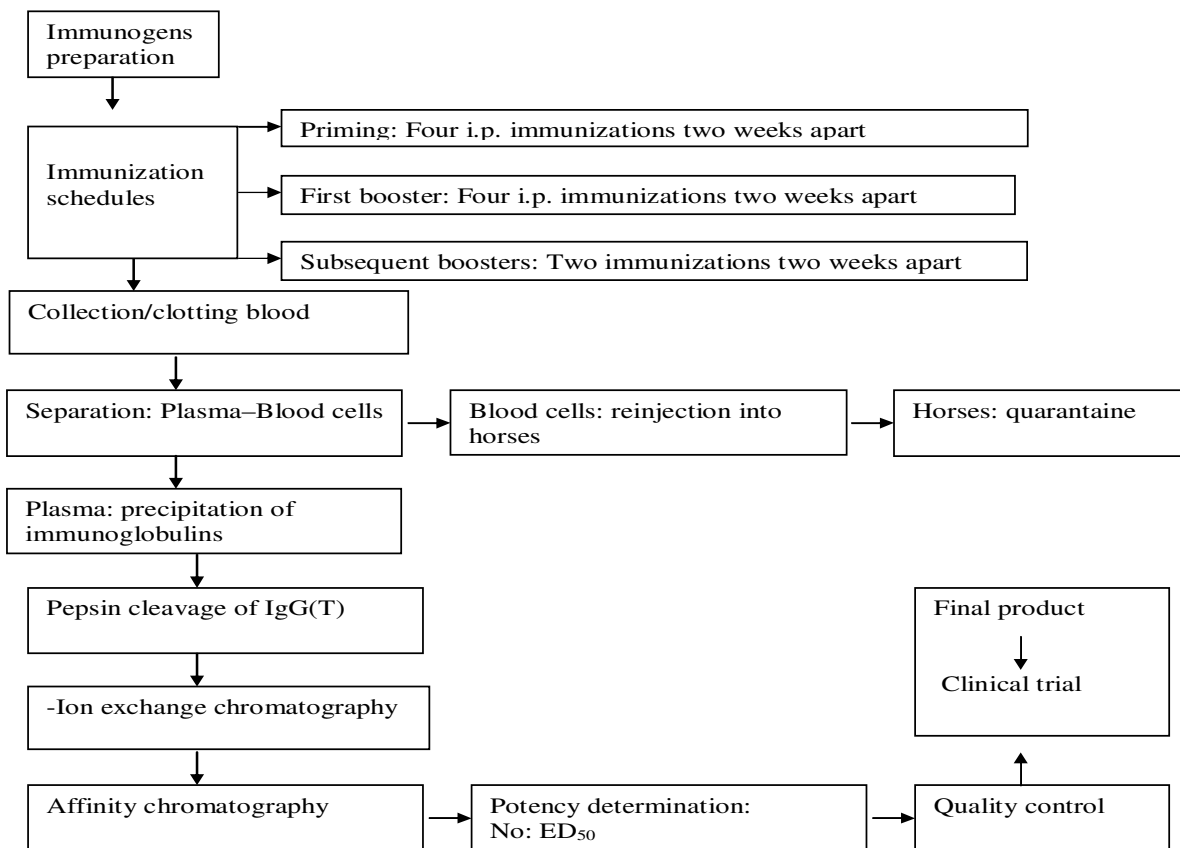 Immunogens
preparation
Immunization
schedules
Priming: Four i.p. immunizations two weeks apart
First booster: Four i.p. immunizations two weeks apart
Subsequent boosters: Two immunizations two weeks apart
Collection/clotting blood
Separation: Plasma–Blood cells
Blood cells: reinjection into
horses
Horses: quarantaine
Plasma: precipitation of
immunoglobulins
Pepsin cleavage of IgG(T)
-Ion exchange chromatography
Affinity chromatography
Potency determination:
No: ED₅₀
Quality control
Final product
Clinical trial